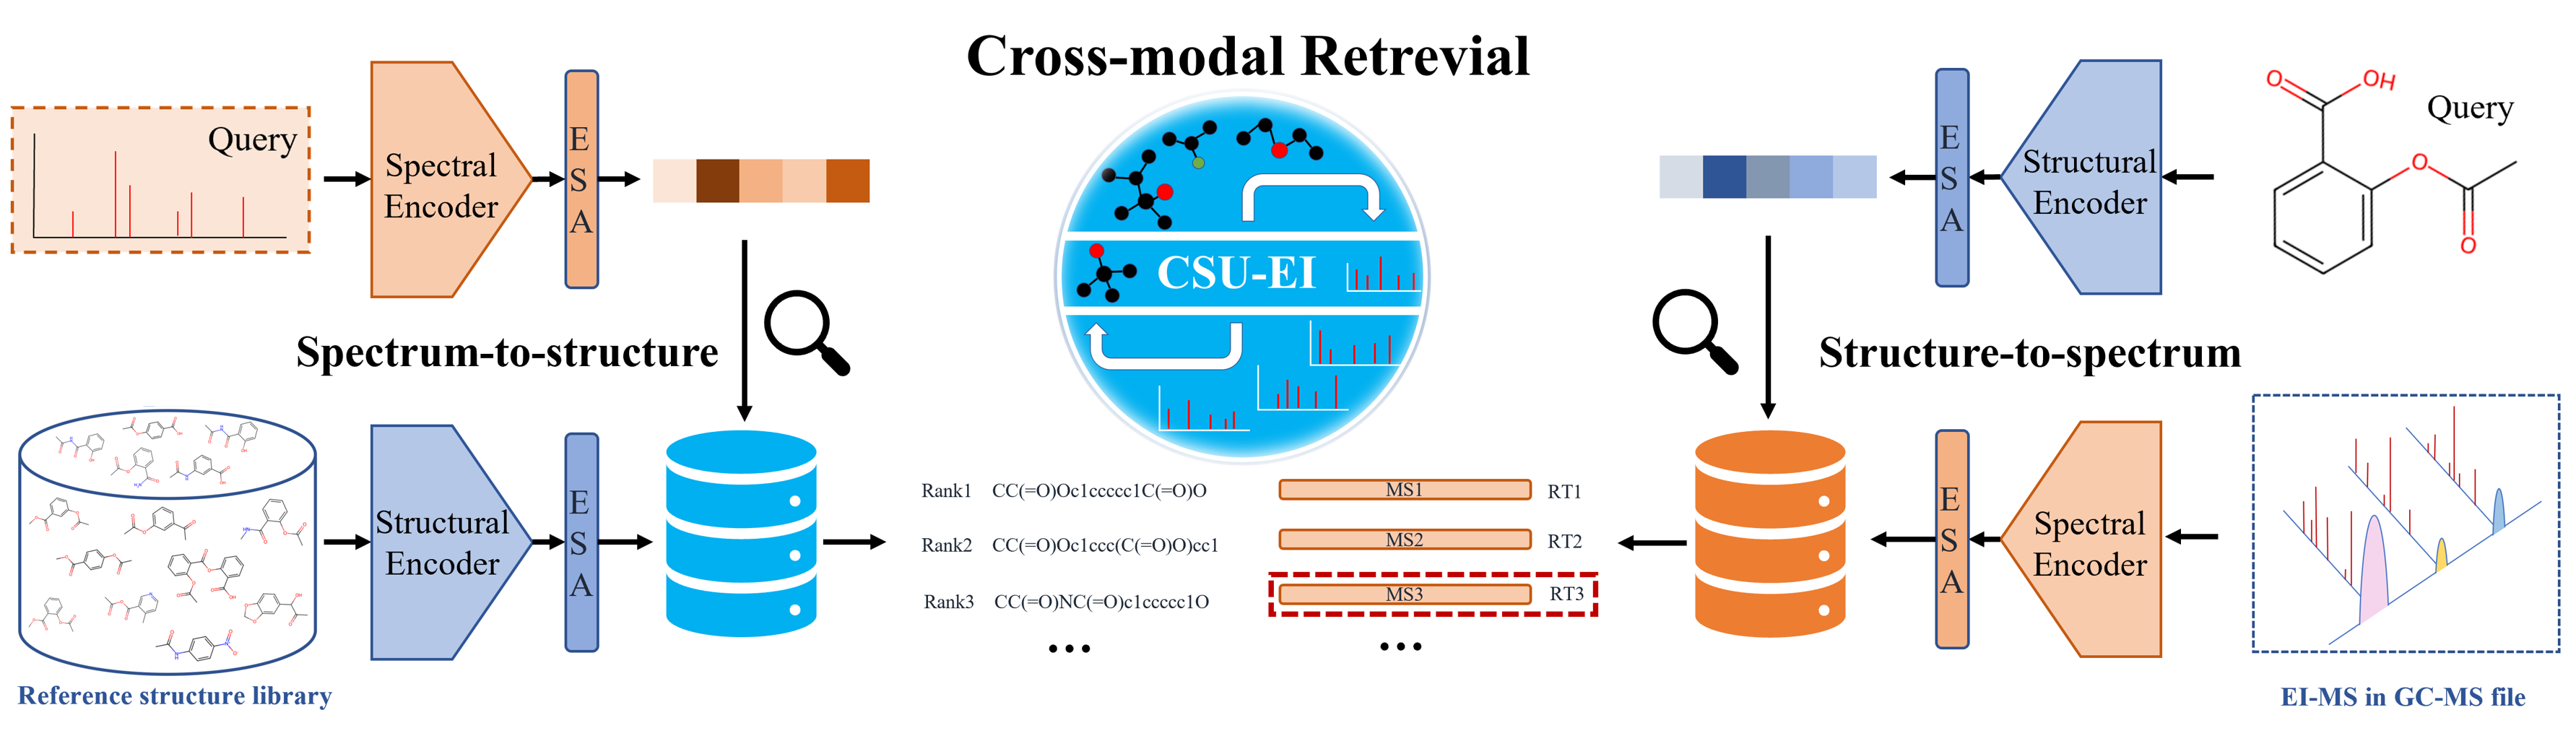 Cross-modal Retrevial
Query
Spectral
Encoder
E
S
A
E
S
A
Structural
Encoder
Query
CSU-EI
Spectrum-to-structure
Structure-to-spectrum
Structural
Encoder
E
S
A
Rank1 CC(=O)Oc1ccccc1C(=O)O MS1 RT1
Rank2 CC(=O)Oc1ccc(C(=O)O)cc1 MS2 RT2
Rank3 CC(=O)NC(=O)c1ccccc1O MS3 RT3
... ...
E
S
A
Spectral
Encoder
Reference structure library
EI-MS in GC-MS file
O
OH
O
O